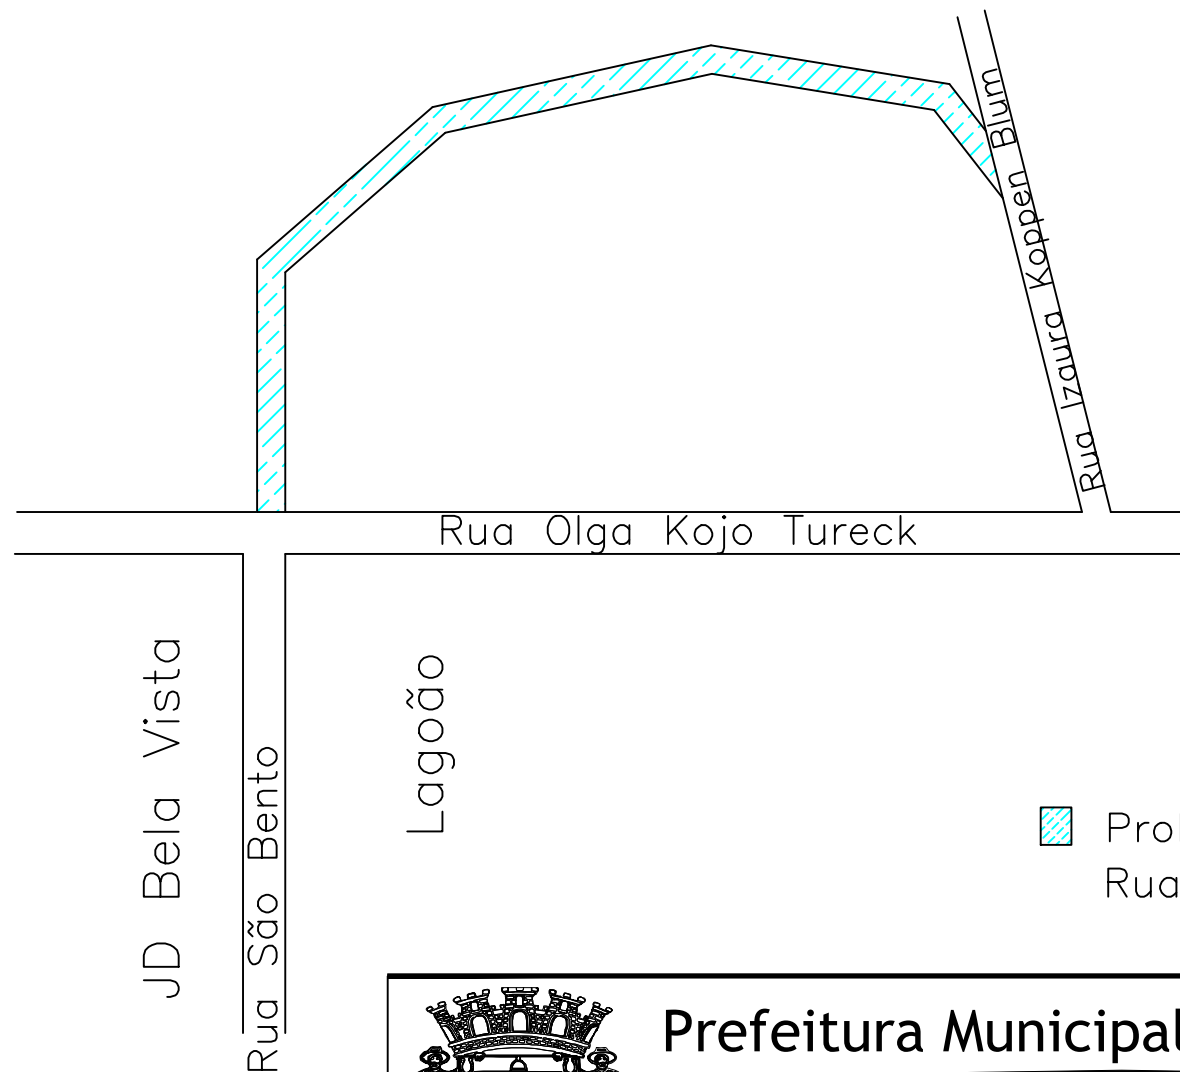 Rua Izaura Koppen Blum
Rua Olga Kojo Tureck
JD Bela Vista
Rua São Bento
Lagoão
Rua
Prefeitura Municipal